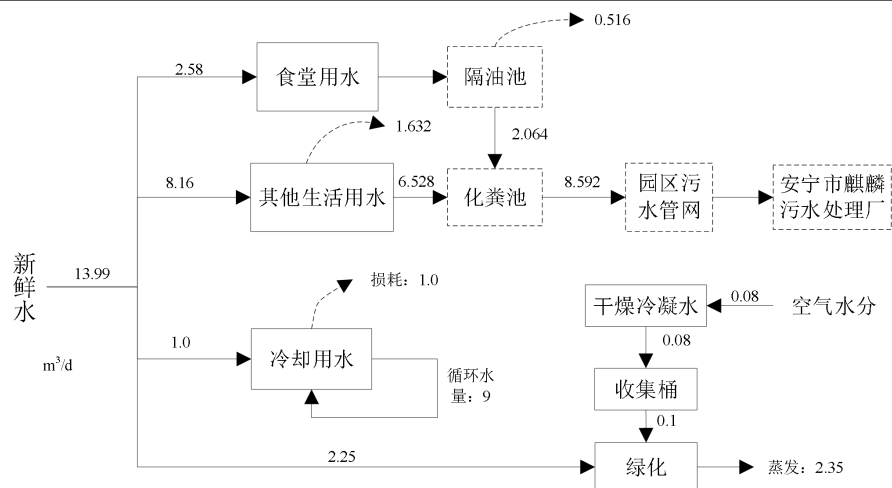 0.516
2.58
食堂用水
隔油池
1.632
2.064
8.16
其他生活用水
6.528
化粪池
8.592
园区污
水管网
安宁市麒麟
污水处理厂
新鲜水
13.99
m³/d
损耗：1.0
干燥冷凝水
0.08
空气水分
1.0
冷却用水
0.08
循环水
量：9
收集桶
0.1
2.25
绿化
蒸发：2.35